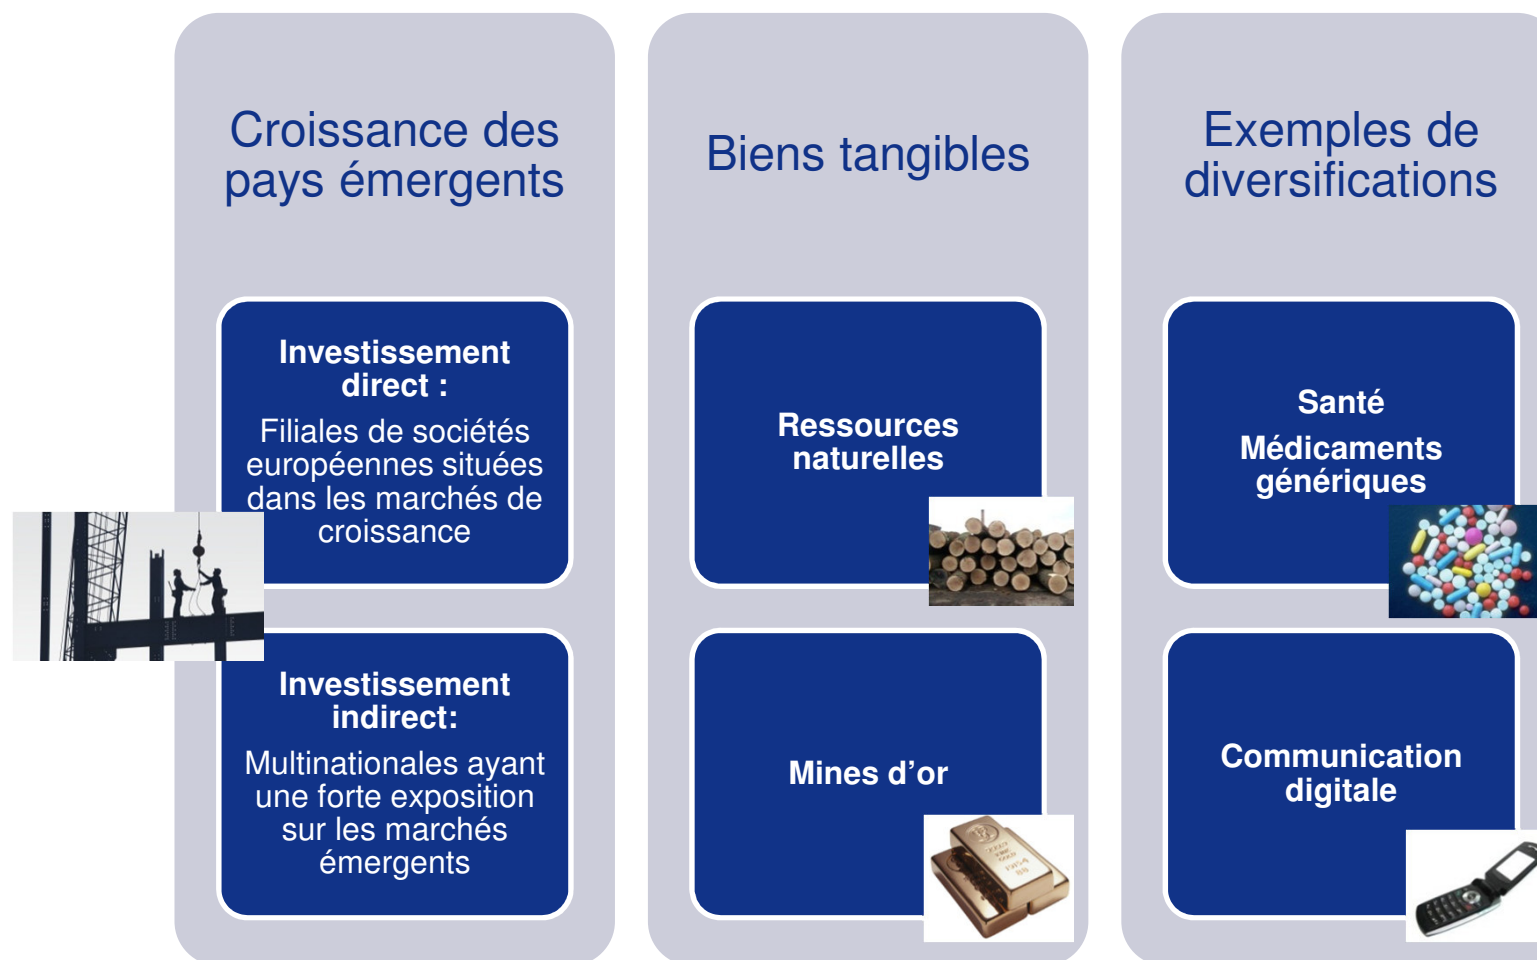 Croissance des
pays émergents
Investissement
direct :
Filiales de sociétés
européennes situées
dans les marchés de
croissance
Investissement
indirect:
Multinationales ayant
une forte exposition
sur les marchés
émergents
Biens tangibles
Ressources
naturelles
Mines d’or
Exemples de
diversifications
Santé
Médicaments
génériques
Communication
digitale